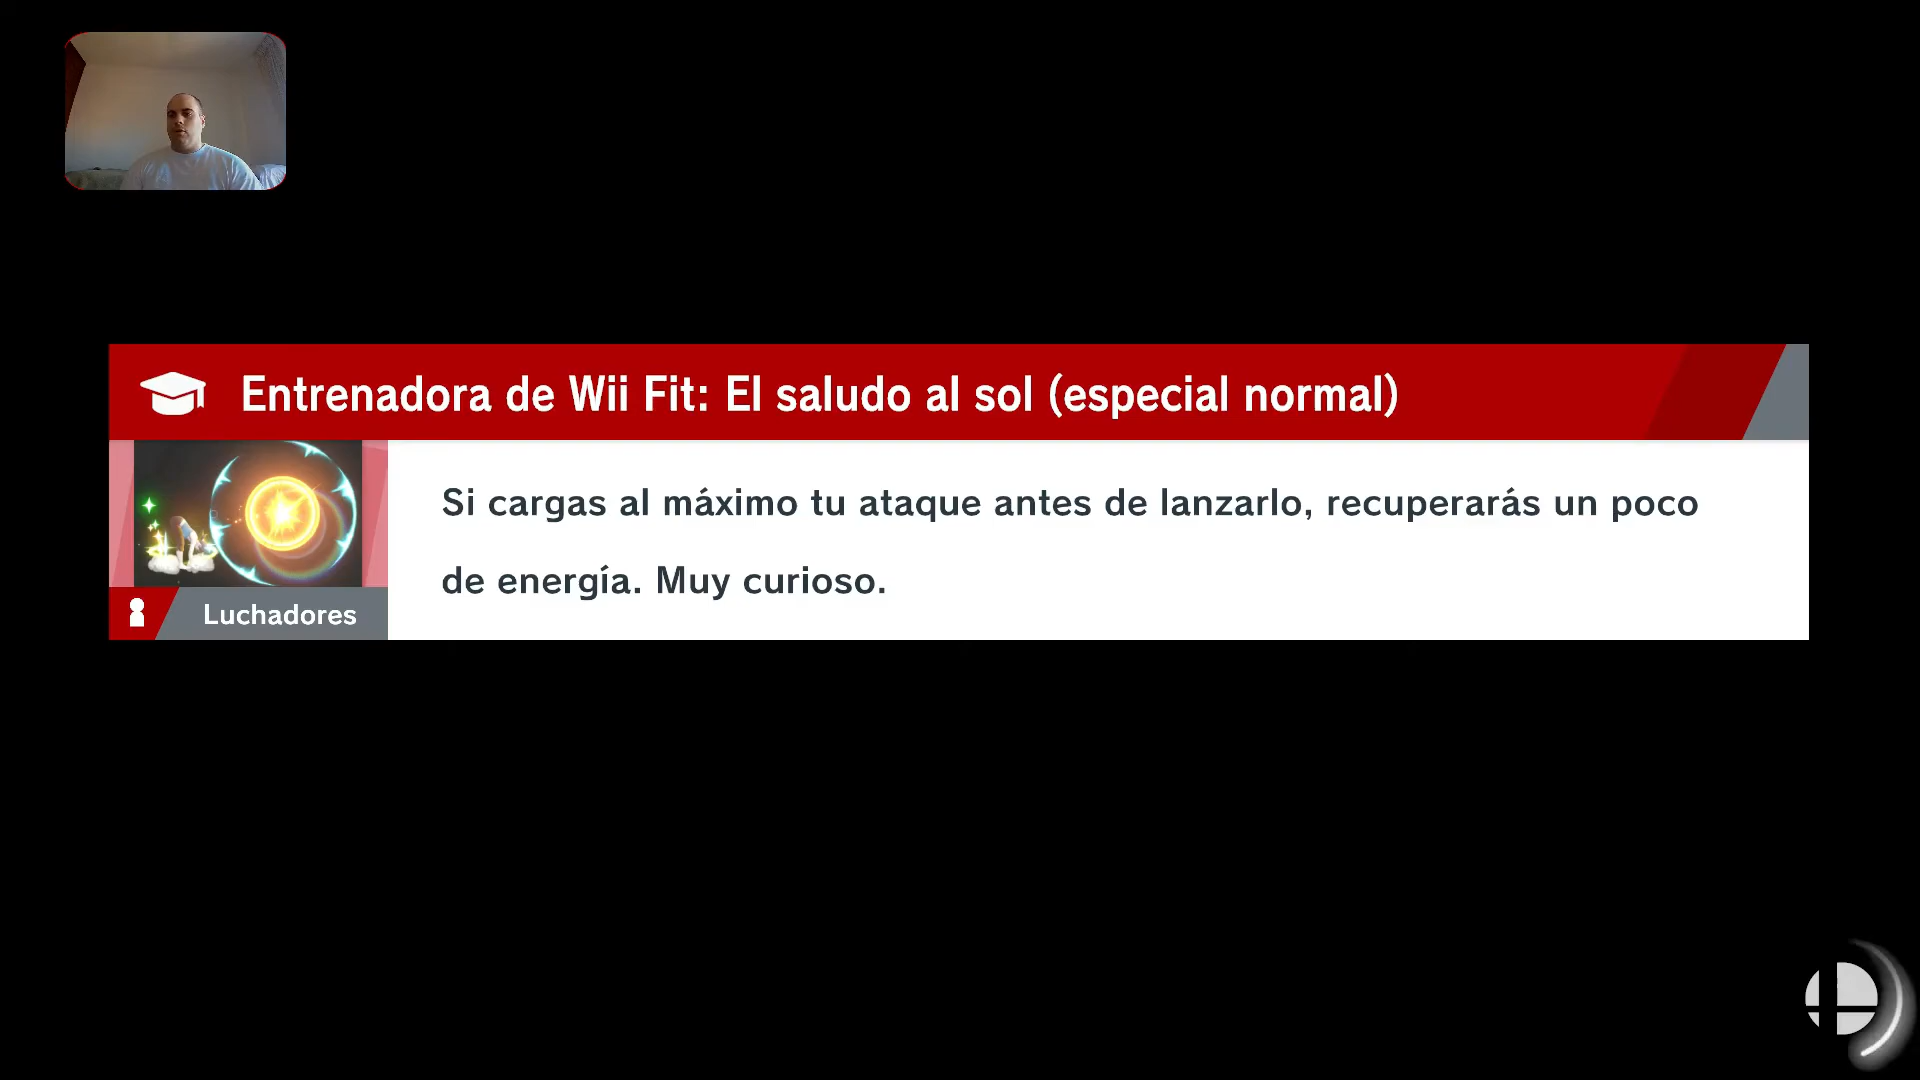 Entrenadora de Wii Fit: El saludo al sol (especial normal)
Si cargas al máximo tu ataque antes de lanzarlo, recuperarás un poco
de energía. Muy curioso.
Luchadores